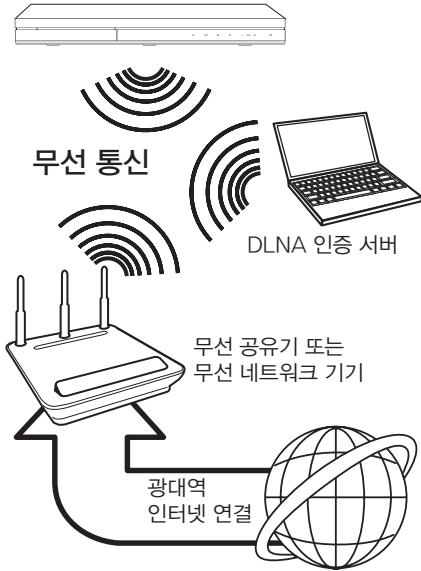 무선 통신
DLNA 인증 서버
무선 공유기 또는
무선 네트워크 기기
광대역
인터넷 연결